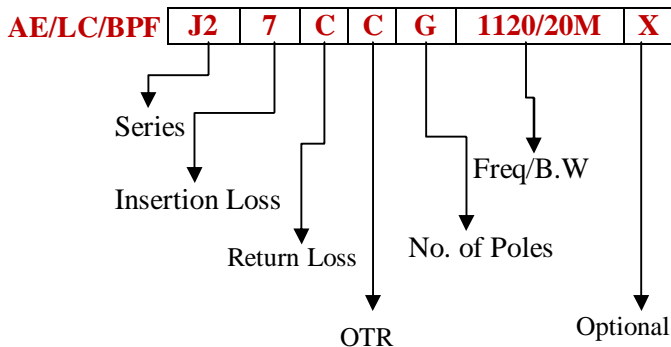 AE/LC/BPF J2 7 C C G 1120/20M X
Series
Freq/B.W
Insertion Loss
No. of Poles
Return Loss
OTR
Optional